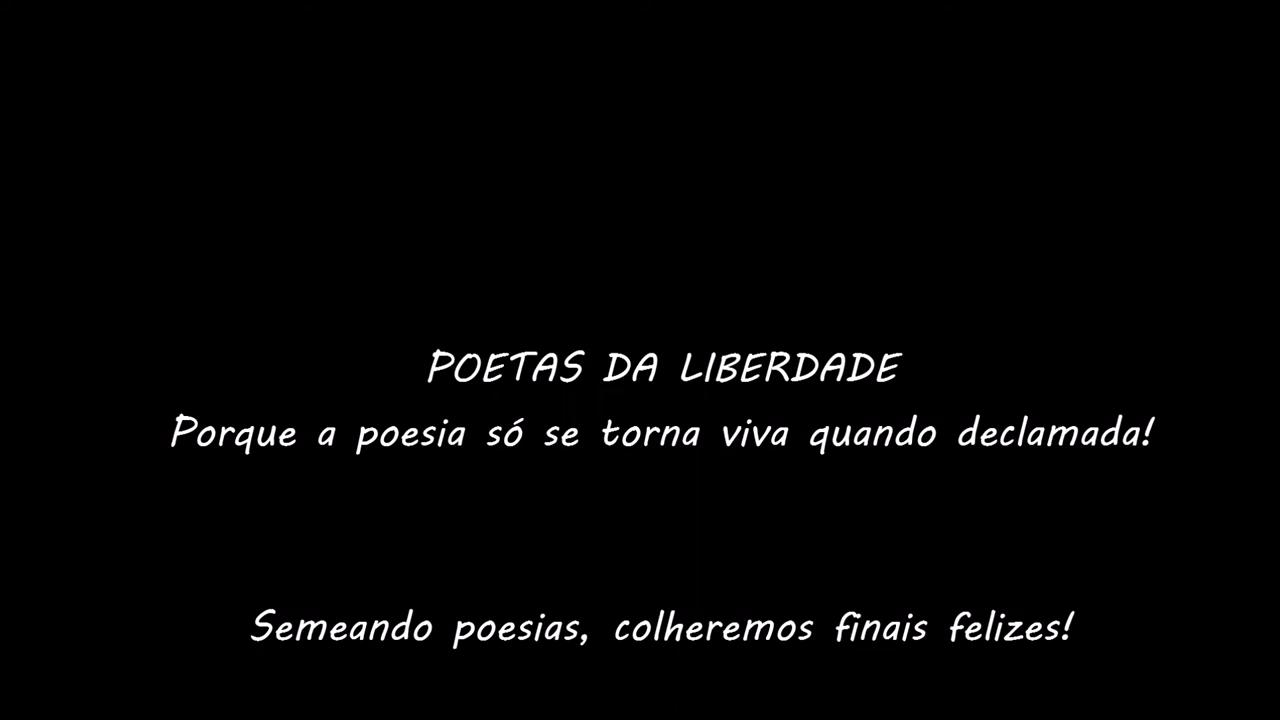 POETAS DA LIBERDADE
Porque a poesia só se torna viva quando declamada!
Semeando poesias, colheremos finais felizes!